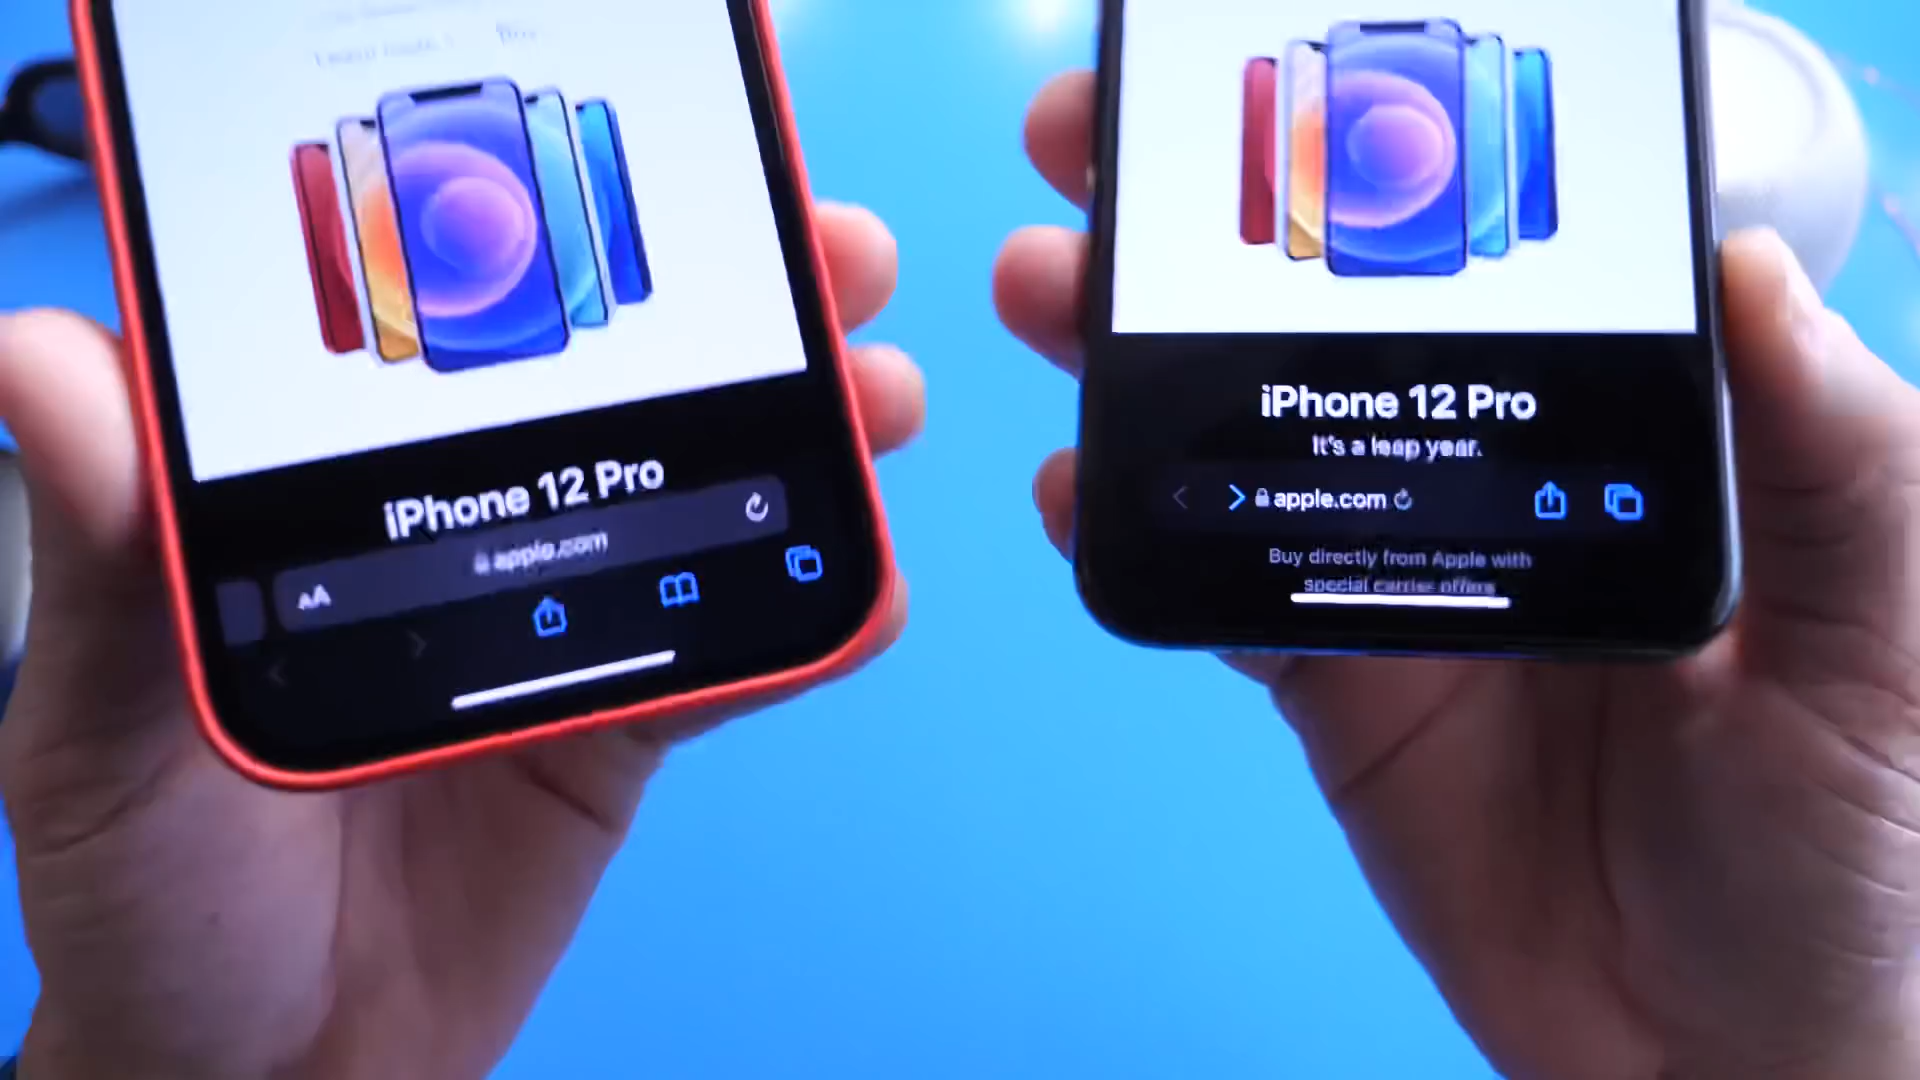 iPhone 12 Pro
AA
apple.com
iPhone 12 Pro
It's a leap year.
apple.com
Buy directly from Apple with
special carrier offers